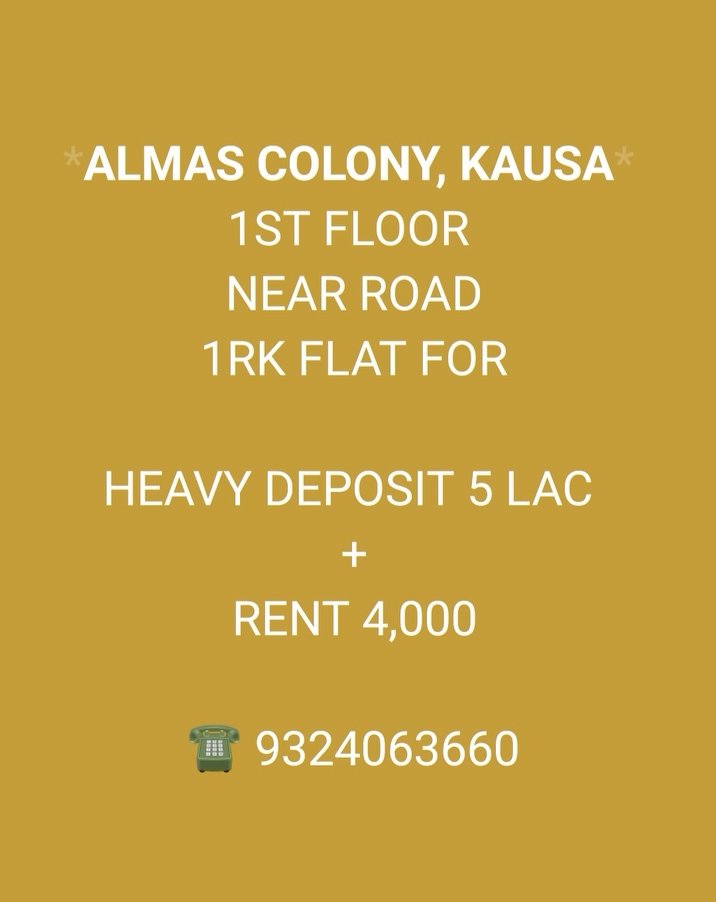 *ALMAS COLONY, KAUSA*
1ST FLOOR
NEAR ROAD
1RK FLAT FOR
HEAVY DEPOSIT 5 LAC
+
RENT 4,000
☎ 9324063660